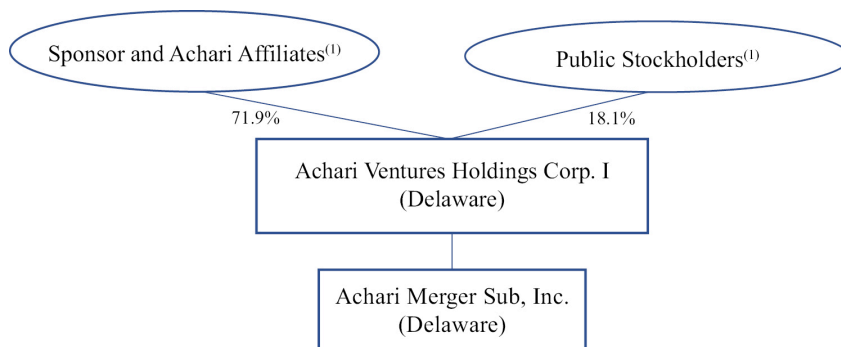 Sponsor and Achari Affiliates(1)
Public Stockholders(1)
71.9%
18.1%
Achari Ventures Holdings Corp. I
(Delaware)
Achari Merger Sub, Inc.
(Delaware)